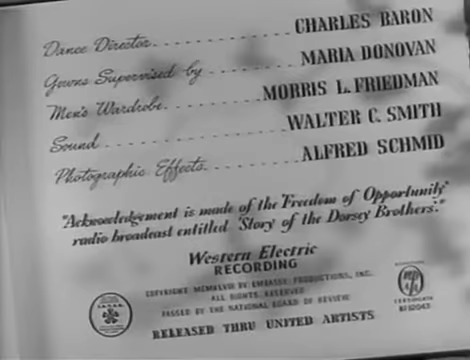 Dance Director CHARLES BARON
Gowns Supervised by MARIA DONOVAN
Men's Wardrobe MORRIS L. FRIEDMAN
Sound WALTER C. SMITH
Photographic Effects ALFRED SCHMID
"Acknowledgement is made of the 'Freedom of Opportunity'
radio broadcast entitled 'Story of the Dorsey Brothers'."
Western Electric
RECORDING
COPYRIGHT MCMXLVII BY EMBASSY PRODUCTIONS, INC.
ALL RIGHTS RESERVED
PASSED BY THE NATIONAL BOARD OF REVIEW
RELEASED THRU UNITED ARTISTS
CERTIFICATE